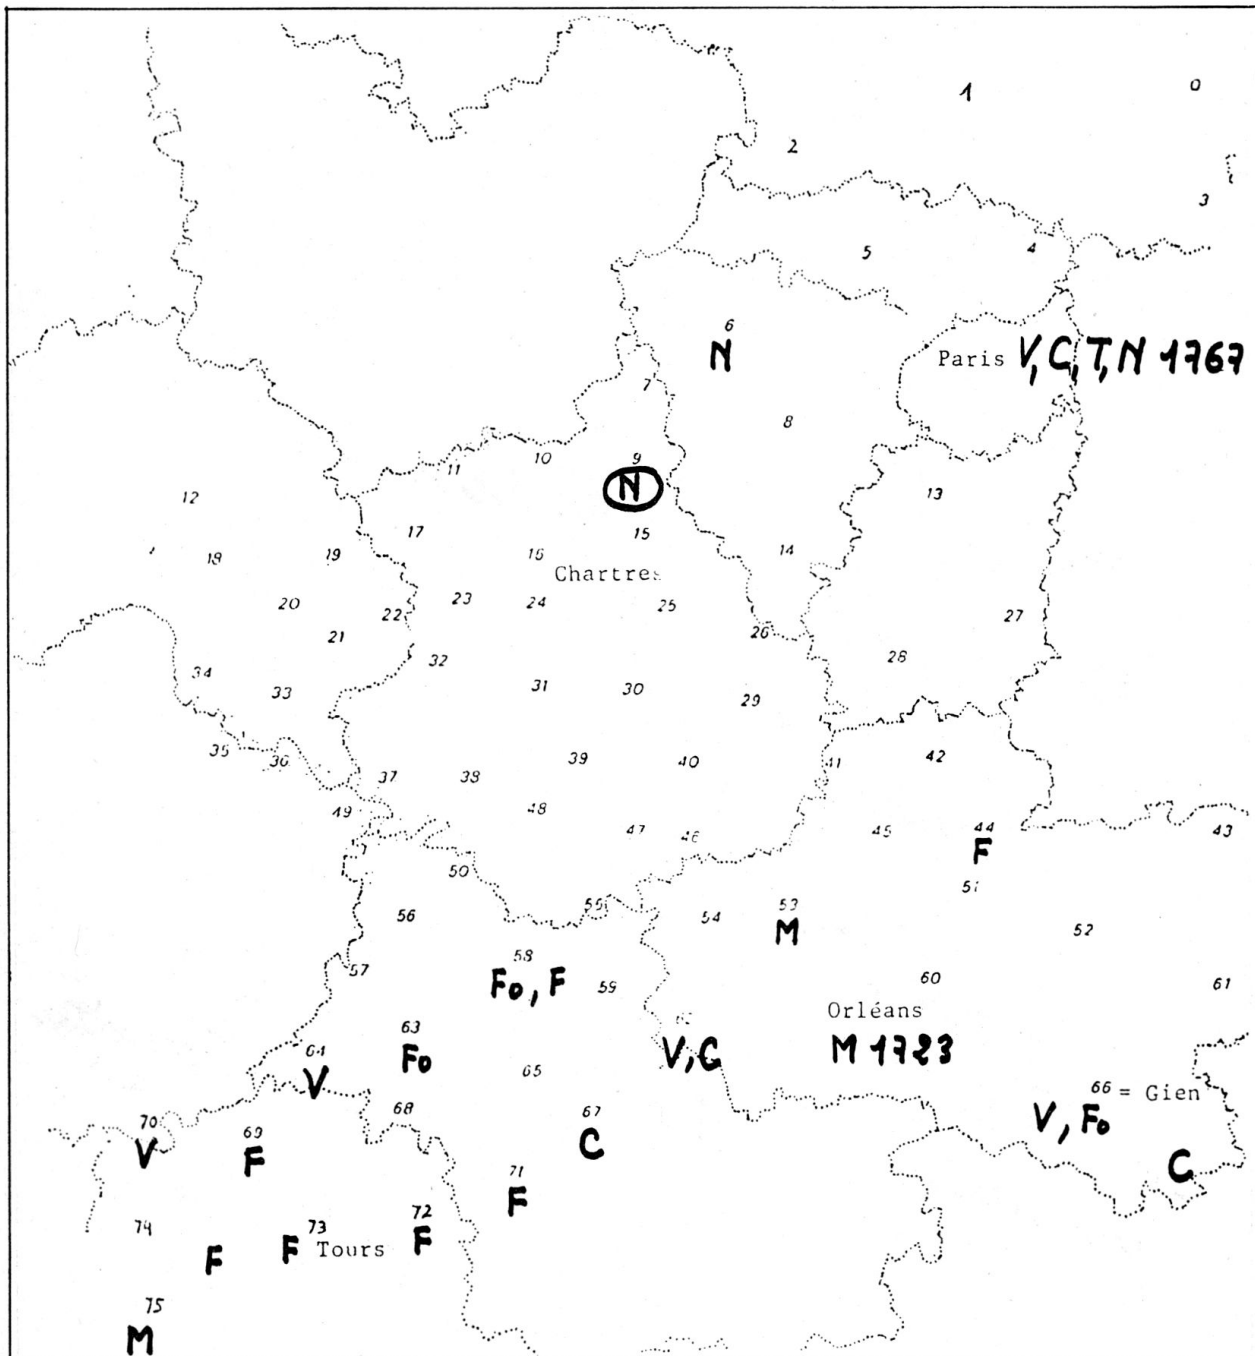 1 0
2
3
5 4
6
N
Paris V, C, T, N 1767
7
8
11 10 9
N
12 13
17 15
18 19 16 14
Chartres
20 22 23 24 25
21 26 27
32 28
34 33 31 30 29
35 36 39 40 41 42
37 38
49 48 47 46 45 44 43
F
50 51
56 55 54 53 52
M
57 58 59 60 61
Fo, F
Orléans
63 V, C M 1723
Fo
64 65
V
66 = Gien
V, Fo
C
70 69 68 67
V F C
71
F
74 73 Tours 72
F F F
75
M